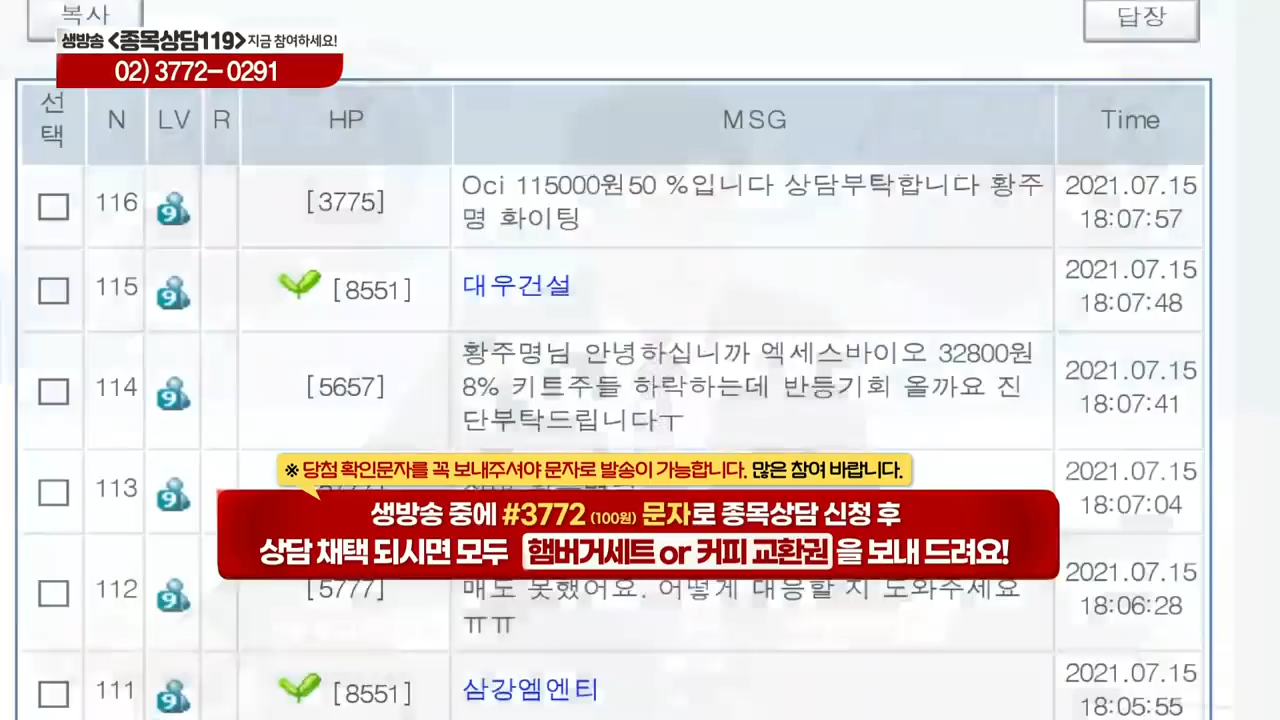 복사
답장
생방송 <종목상담119> 지금 참여하세요!
02) 3772-0291
선택 N LV R HP MSG Time
116 9 [3775] Oci 115000원50 %입니다 상담부탁합니다 황주 2021.07.15
명 화이팅 18:07:57
115 9 [8551] 대우건설 2021.07.15
18:07:48
황주명님 안녕하십니까 엑세스바이오 32800원 2021.07.15
114 9 [5657] 8% 키트주들 하락하는데 반등기회 올까요 진 18:07:41
단부탁드립니다ㅜ
※ 당첨 확인문자를 꼭 보내주셔야 문자로 발송이 가능합니다. 많은 참여 바랍니다.
113 9 2021.07.15
18:07:04
생방송 중에 #3772 (100원) 문자로 종목상담 신청 후
상담 채택 되시면 모두 햄버거세트 or 커피 교환권 을 보내 드려요!
112 9 [5777] 매도 못했어요. 어떻게 대응할 지 도와주세요 2021.07.15
ㅠㅠ 18:06:28
111 9 [8551] 삼강엠엔티 2021.07.15
18:05:55